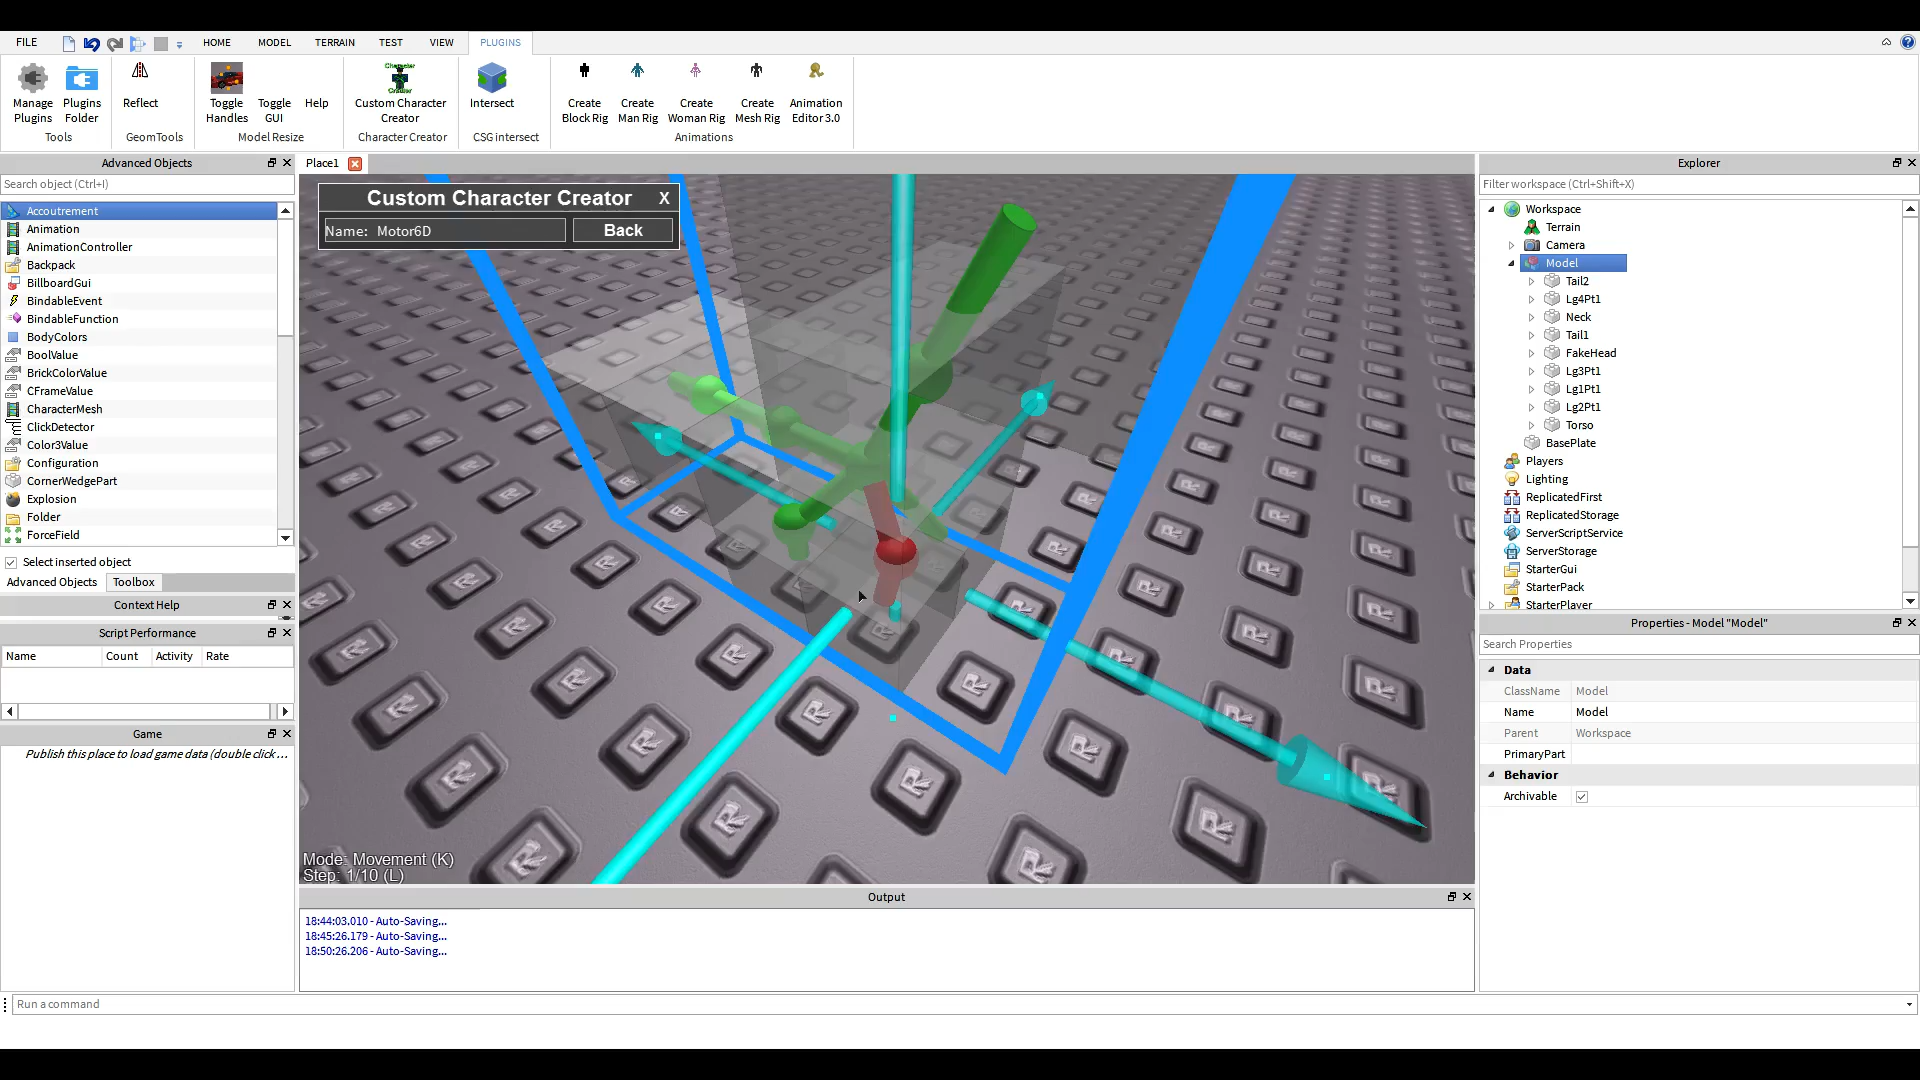 FILE HOME MODEL TERRAIN TEST VIEW PLUGINS
Manage Plugins
Plugins Folder
Reflect
Toggle Handles
Toggle GUI
Help
Custom Character Creator
Intersect
Create Block Rig
Create Man Rig
Create Woman Rig
Create Mesh Rig
Animation Editor 3.0
Tools GeomTools Model Resize Character Creator CSG intersect Animations
Advanced Objects
Search object (Ctrl+I)
Accoutrement
Animation
AnimationController
Backpack
BillboardGui
BindableEvent
BindableFunction
BodyColors
BoolValue
BrickColorValue
CFrameValue
CharacterMesh
ClickDetector
Color3Value
Configuration
CornerWedgePart
Explosion
Folder
ForceField
Select inserted object
Advanced Objects Toolbox
Context Help
Script Performance
Name Count Activity Rate
Game
Publish this place to load game data (double click ...
Place1
Custom Character Creator X
Name: Motor6D Back
Mode: Movement (K)
Step: 1/10 (L)
Output
18:44:03.010 - Auto-Saving...
18:45:26.179 - Auto-Saving...
18:50:26.206 - Auto-Saving...
Run a command
Explorer
Filter workspace (Ctrl+Shift+X)
Workspace
Terrain
Camera
Model
Tail2
Lg4Pt1
Neck
Tail1
FakeHead
Lg3Pt1
Lg1Pt1
Lg2Pt1
Torso
BasePlate
Players
Lighting
ReplicatedFirst
ReplicatedStorage
ServerScriptService
ServerStorage
StarterGui
StarterPack
StarterPlayer
Properties - Model "Model"
Search Properties
Data
ClassName Model
Name Model
Parent Workspace
PrimaryPart
Behavior
Archivable